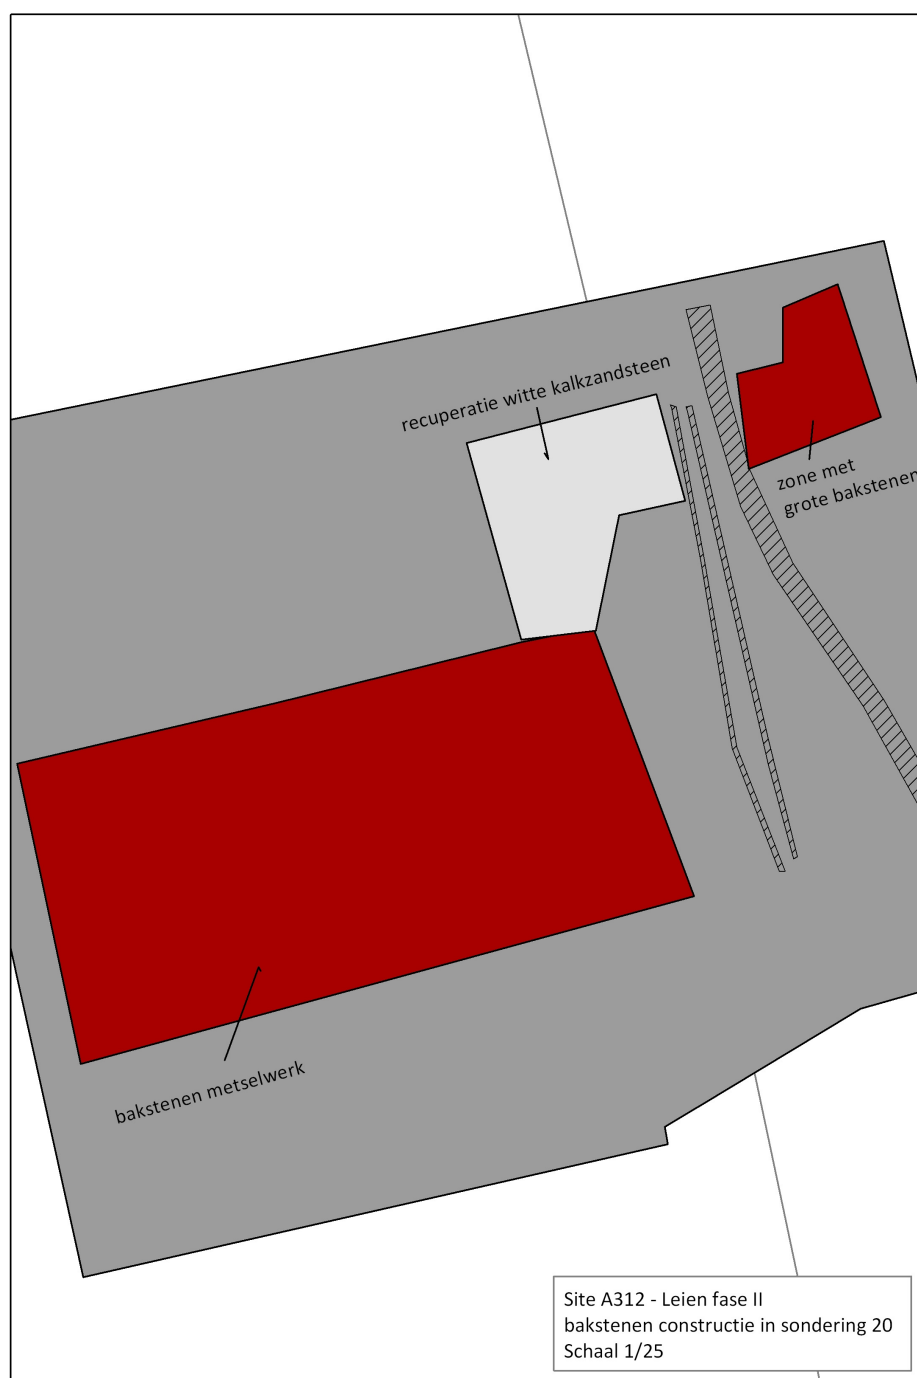 recuperatie witte kalkzandsteen
zone met
grote bakstenen
bakstenen metselwerk
Site A312 - Leien fase II
bakstenen constructie in sondering 20
Schaal 1/25